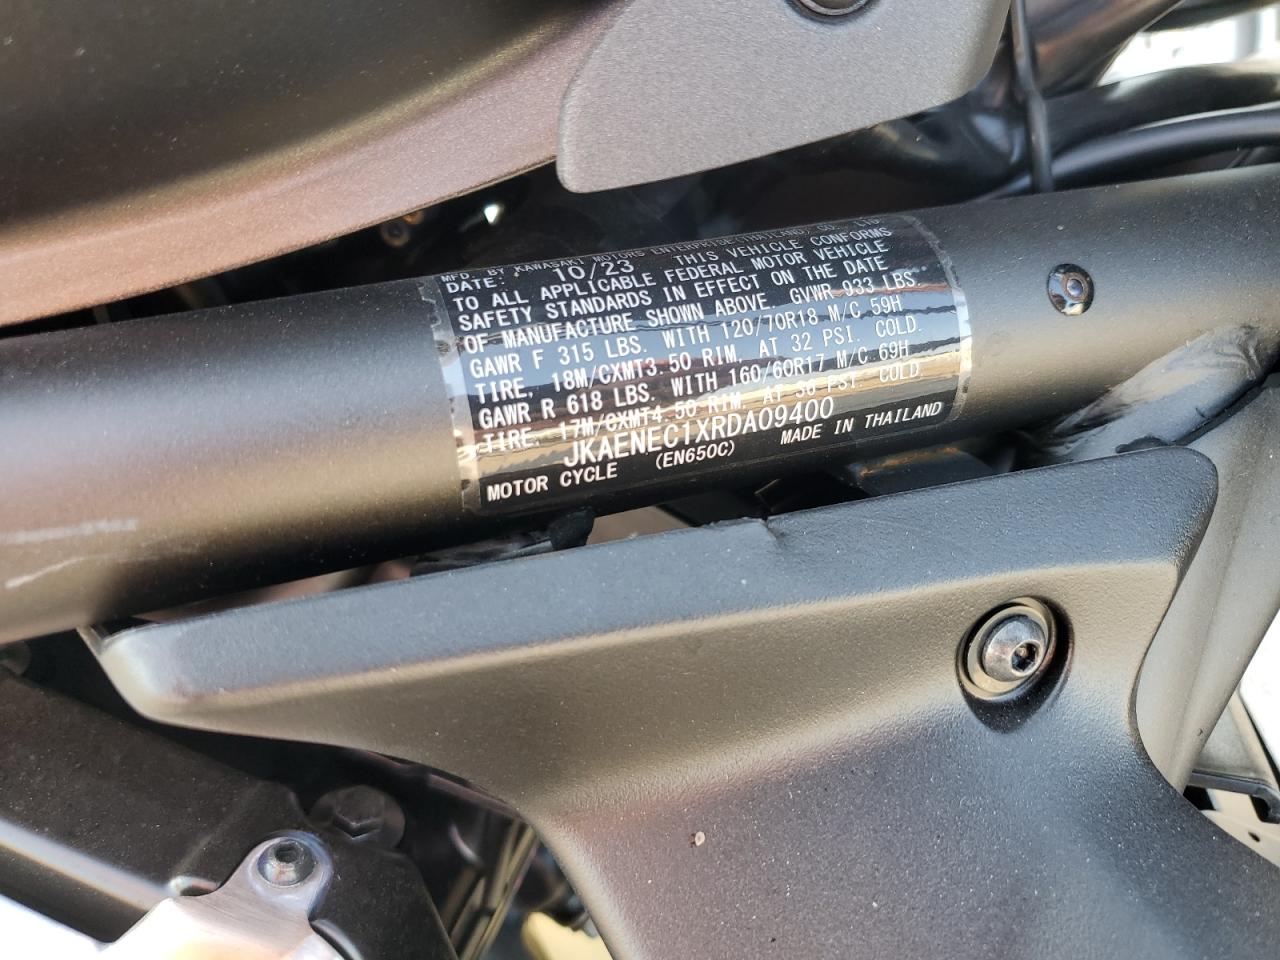 MFD. BY KAWASAKI MOTORS ENTERPRISE(THAILAND) CO., LTD.
DATE: 10/23 THIS VEHICLE CONFORMS
TO ALL APPLICABLE FEDERAL MOTOR VEHICLE
SAFETY STANDARDS IN EFFECT ON THE DATE
OF MANUFACTURE SHOWN ABOVE GVWR 933 LBS.
GAWR F 315 LBS. WITH 120/70R18 M/C 59H
TIRE, 18M/CXMT3.50 RIM, AT 32 PSI. COLD.
GAWR R 618 LBS. WITH 160/60R17 M/C 69H
TIRE, 17M/CXMT4.50 RIM, AT 36 PSI. COLD.
JKAENEC1XRDA09400
MOTOR CYCLE (EN650C) MADE IN THAILAND